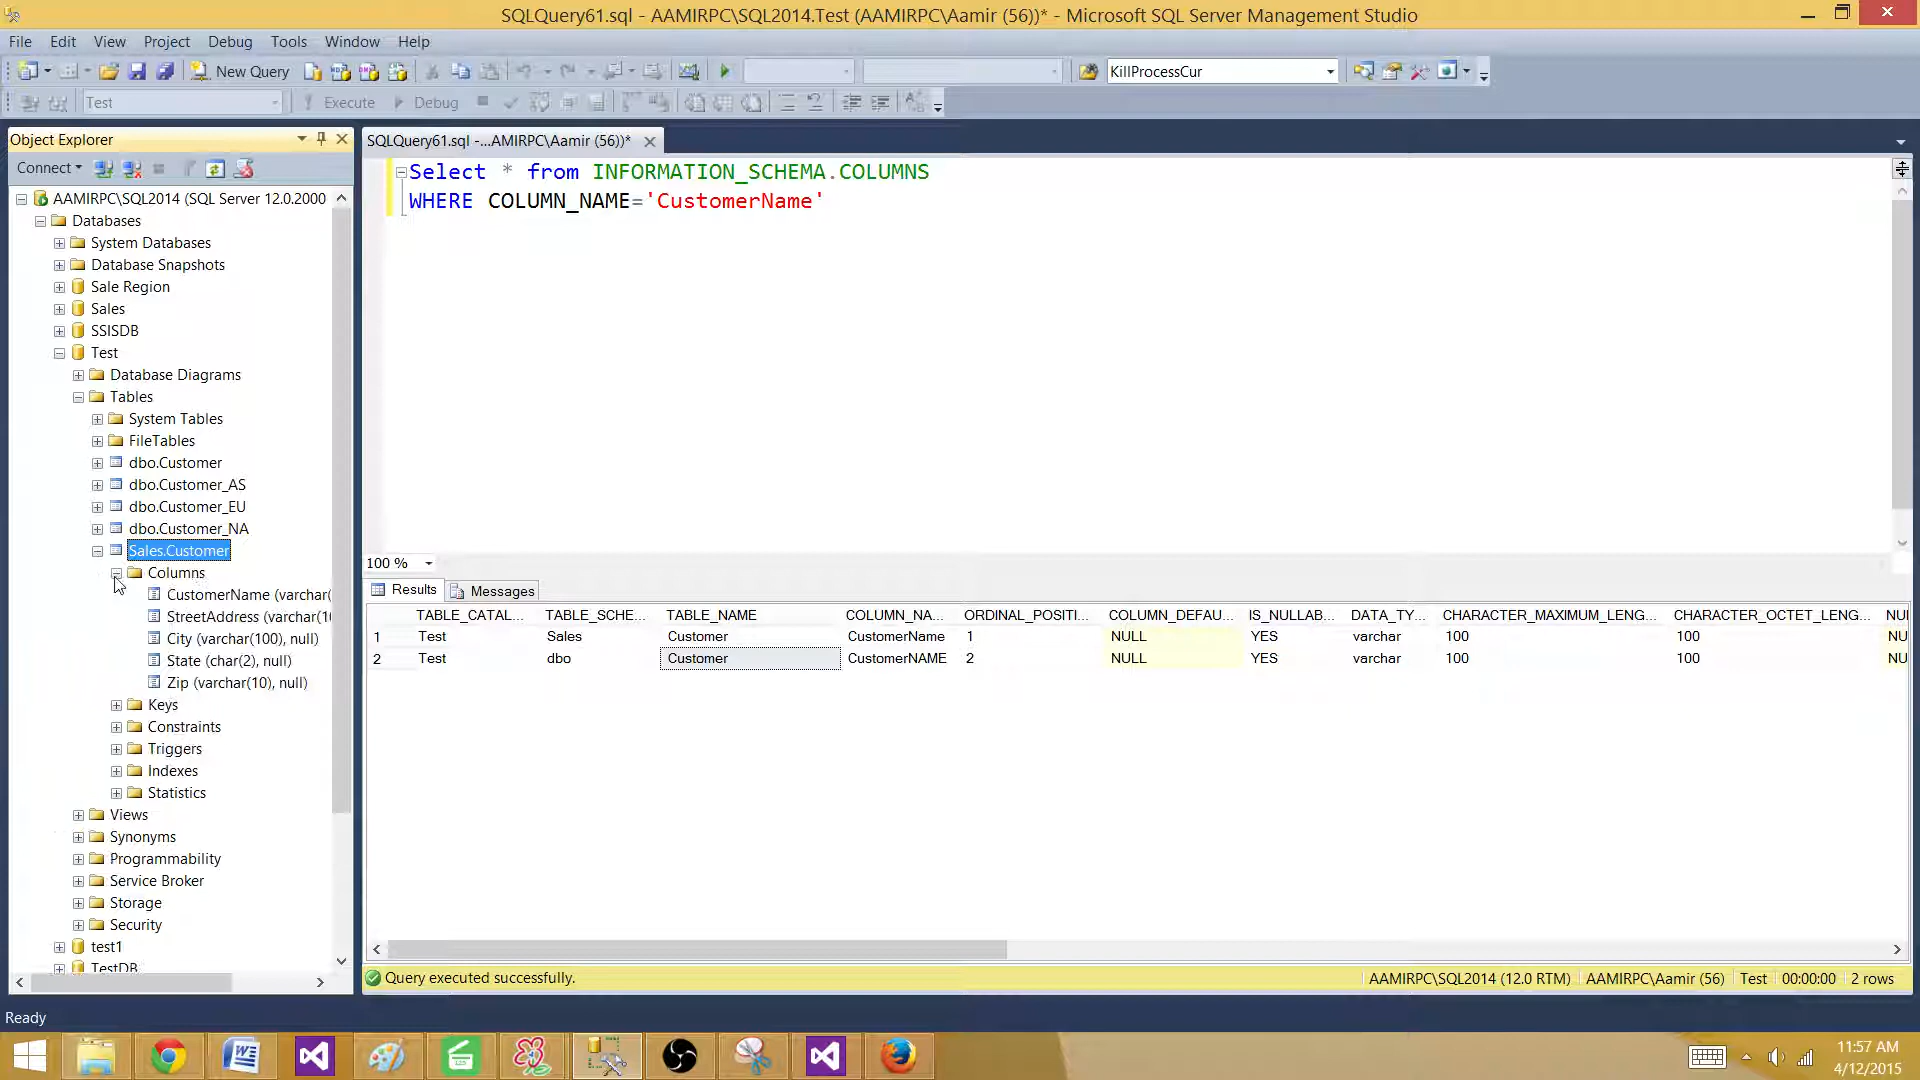 SQLQuery61.sql - AAMIRPC\SQL2014.Test (AAMIRPC\Aamir (56))* - Microsoft SQL Server Management Studio
File Edit View Project Debug Tools Window Help
New Query KillProcessCur
Test Execute Debug
Object Explorer
SQLQuery61.sql -...AMIRPC\Aamir (56))*
Connect
AAMIRPC\SQL2014 (SQL Server 12.0.2000
Databases
System Databases
Database Snapshots
Sale Region
Sales
SSISDB
Test
Database Diagrams
Tables
System Tables
FileTables
dbo.Customer
dbo.Customer_AS
dbo.Customer_EU
dbo.Customer_NA
Sales.Customer
Columns
CustomerName (varchar(
StreetAddress (varchar(1
City (varchar(100), null)
State (char(2), null)
Zip (varchar(10), null)
Keys
Constraints
Triggers
Indexes
Statistics
Views
Synonyms
Programmability
Service Broker
Storage
Security
test1
TestDB
Select * from INFORMATION_SCHEMA.COLUMNS
WHERE COLUMN_NAME='CustomerName'
100 %
Results Messages
TABLE_CATAL... TABLE_SCHE... TABLE_NAME COLUMN_NA... ORDINAL_POSITI... COLUMN_DEFAU... IS_NULLAB... DATA_TY... CHARACTER_MAXIMUM_LENG... CHARACTER_OCTET_LENG... NU
1 Test Sales Customer CustomerName 1 NULL YES varchar 100 100 NU
2 Test dbo Customer CustomerNAME 2 NULL YES varchar 100 100 NU
Query executed successfully. AAMIRPC\SQL2014 (12.0 RTM) AAMIRPC\Aamir (56) Test 00:00:00 2 rows
Ready
11:57 AM
4/12/2015